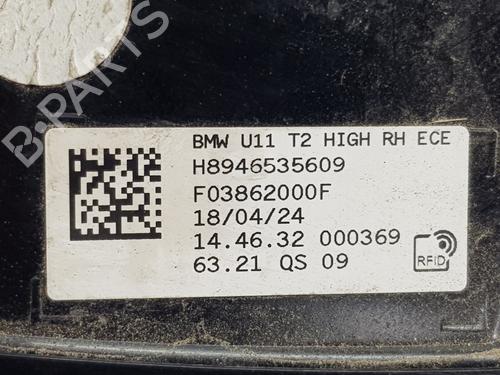 B-PARTS
BMW U11 T2 HIGH RH ECE
H8946535609
F03862000F
18/04/24
14.46.32 000369
63.21 QS 09
RFID